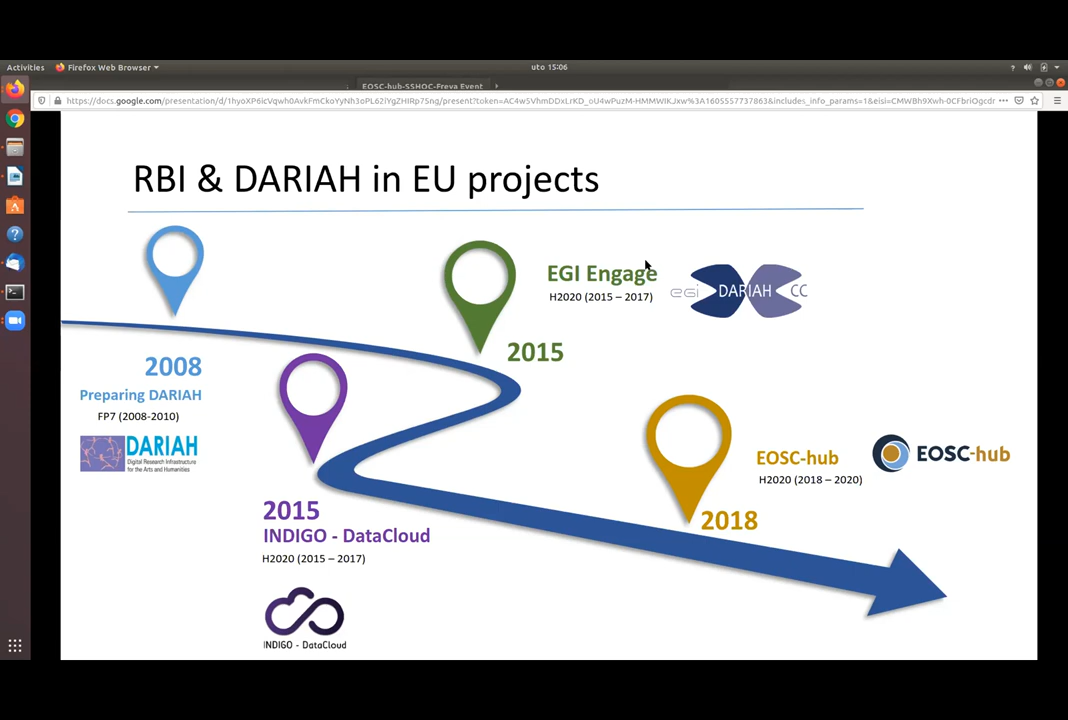 Activities
Firefox Web Browser
uto 15:06
EOSC-hub-SSHOC-Freya Event
RBI & DARIAH in EU projects
EGI Engage
H2020 (2015 – 2017)
egi DARIAH CC
2015
2008
Preparing DARIAH
FP7 (2008-2010)
DARIAH
Digital Research Infrastructure
for the Arts and Humanities
EOSC-hub
H2020 (2018 – 2020)
EOSC-hub
2018
2015
INDIGO - DataCloud
H2020 (2015 – 2017)
INDIGO - DataCloud